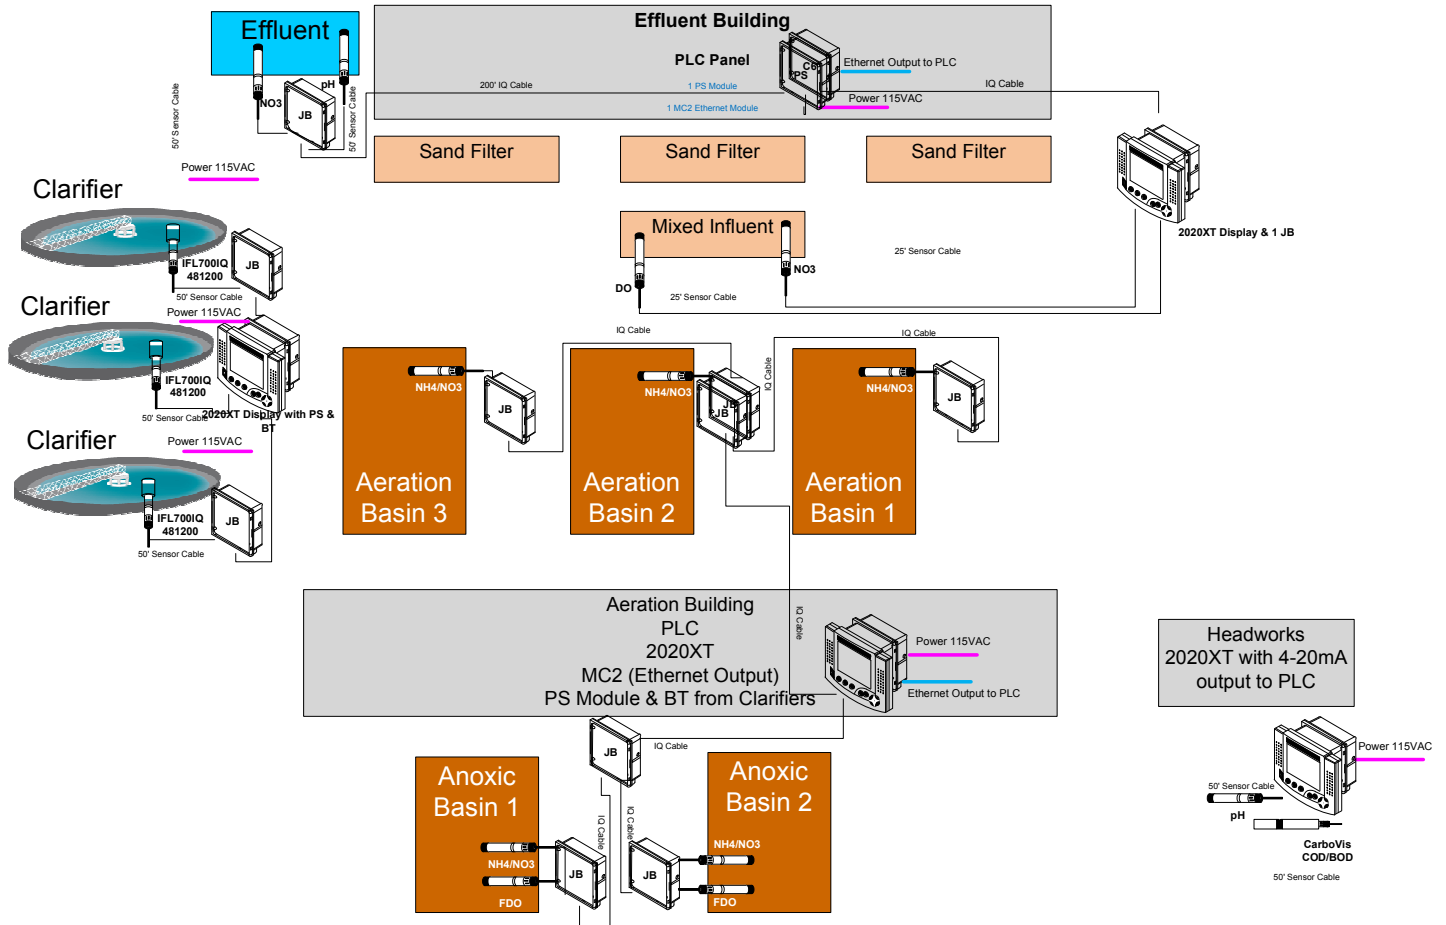 Effluent
Effluent Building
PLC Panel
C6
PS
Ethernet Output to PLC
1 PS Module
1 MC2 Ethernet Module
200' IQ Cable
IQ Cable
Power 115VAC
pH
NO3
JB
50' Sensor Cable
50' Sensor Cable
Power 115VAC
Sand Filter
Sand Filter
Sand Filter
Mixed Influent
DO
NO3
25' Sensor Cable
25' Sensor Cable
2020XT Display & 1 JB
Clarifier
IFL700IQ
481200
JB
50' Sensor Cable
Clarifier
Power 115VAC
IFL700IQ
481200
50' Sensor Cable
2020XT Display with PS &
BT
Clarifier
Power 115VAC
IFL700IQ
481200
JB
50' Sensor Cable
IQ Cable
IQ Cable
IQ Cable
NH4/NO3
JB
Aeration
Basin 3
NH4/NO3
JB
JB
Aeration
Basin 2
NH4/NO3
JB
Aeration
Basin 1
Aeration Building
PLC
2020XT
MC2 (Ethernet Output)
PS Module & BT from Clarifiers
IQ Cable
Power 115VAC
Ethernet Output to PLC
JB
IQ Cable
Anoxic
Basin 1
NH4/NO3
FDO
JB
IQ Cable
IQ Cable
Anoxic
Basin 2
NH4/NO3
FDO
JB
Headworks
2020XT with 4-20mA
output to PLC
Power 115VAC
50' Sensor Cable
pH
CarboVis
COD/BOD
50' Sensor Cable